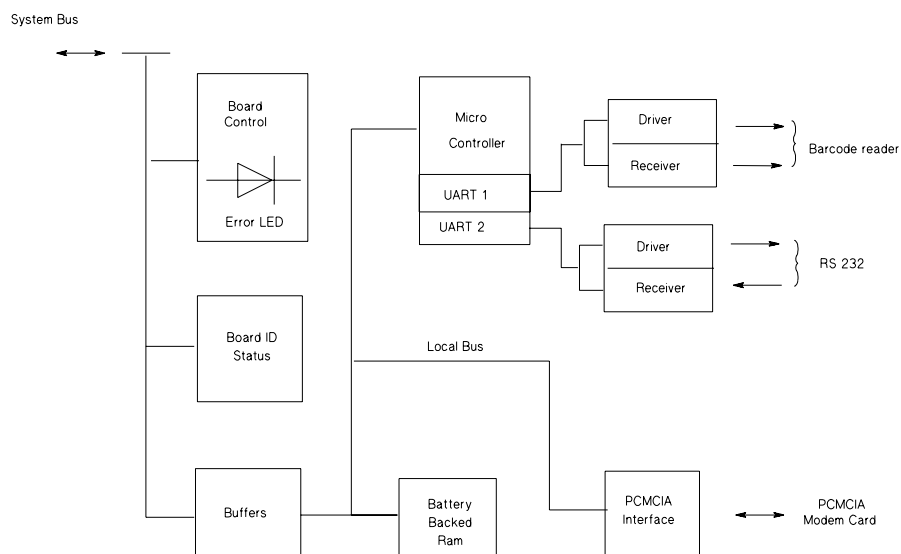 System Bus
Board
Control
Error LED
Micro
Controller
UART 1
UART 2
Driver
Receiver
Barcode reader
Driver
Receiver
RS 232
Board ID
Status
Local Bus
Buffers
Battery
Backed
Ram
PCMCIA
Interface
PCMCIA
Modem Card